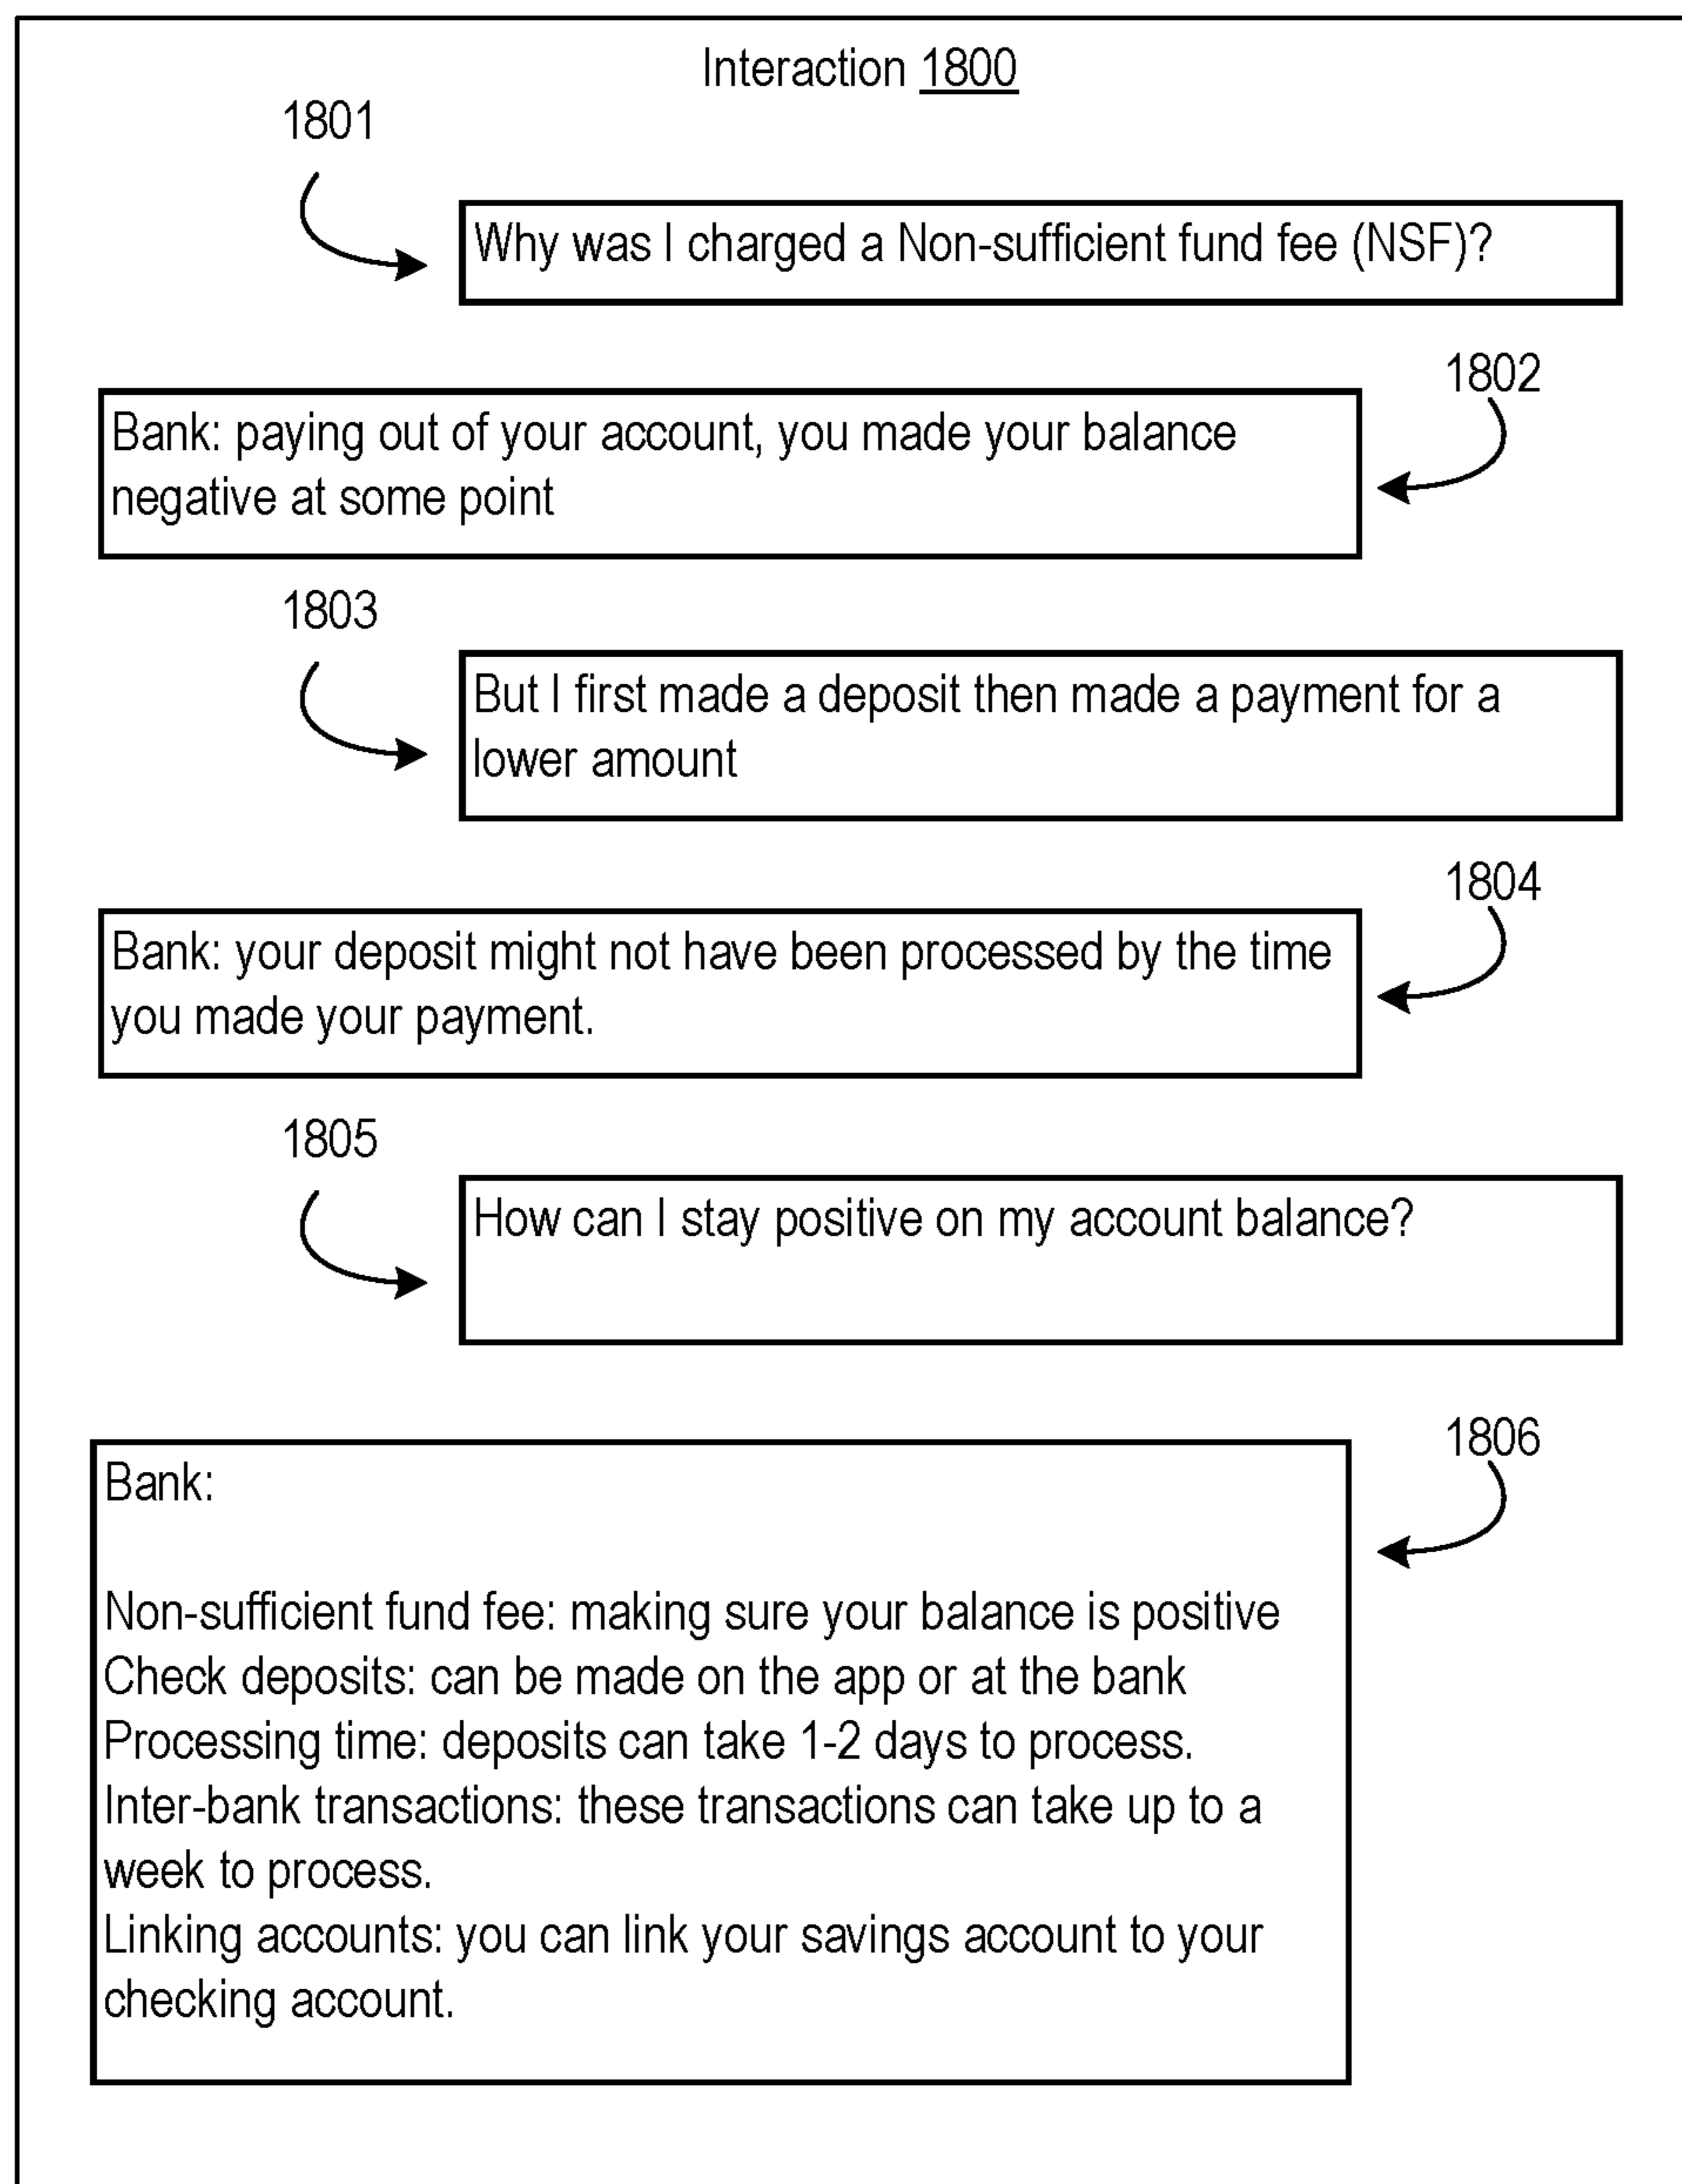 Interaction 1800
1801
Why was I charged a Non-sufficient fund fee (NSF)?
1802
Bank: paying out of your account, you made your balance
negative at some point
1803
But I first made a deposit then made a payment for a
lower amount
1804
Bank: your deposit might not have been processed by the time
you made your payment.
1805
How can I stay positive on my account balance?
1806
Bank:
Non-sufficient fund fee: making sure your balance is positive
Check deposits: can be made on the app or at the bank
Processing time: deposits can take 1-2 days to process.
Inter-bank transactions: these transactions can take up to a
week to process.
Linking accounts: you can link your savings account to your
checking account.